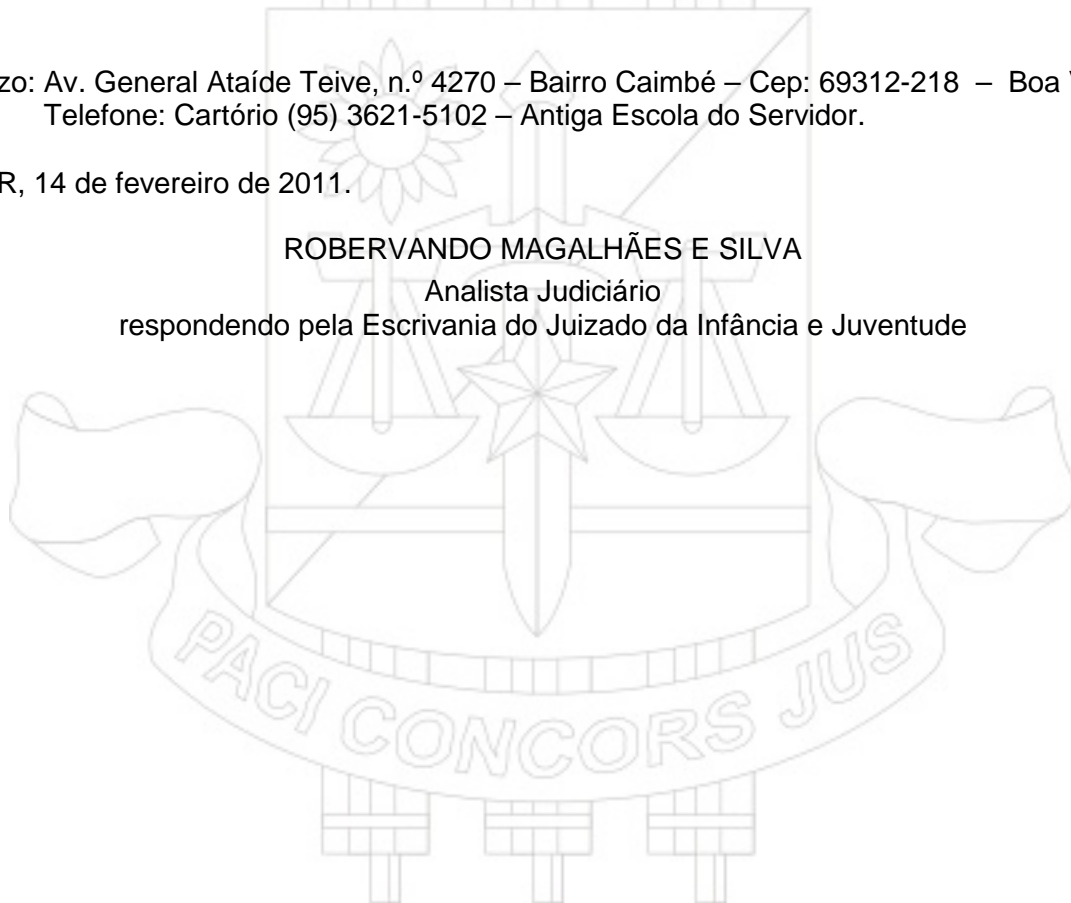 zo: Av. General Ataíde Teive, n.º 4270 – Bairro Caimbé – Cep: 69312-218 – Boa V
Telefone: Cartório (95) 3621-5102 – Antiga Escola do Servidor.
R, 14 de fevereiro de 2011.
ROBERVANDO MAGALHÃES E SILVA
Analista Judiciário
respondendo pela Escrivania do Juizado da Infância e Juventude
PACI CONCORS JUS